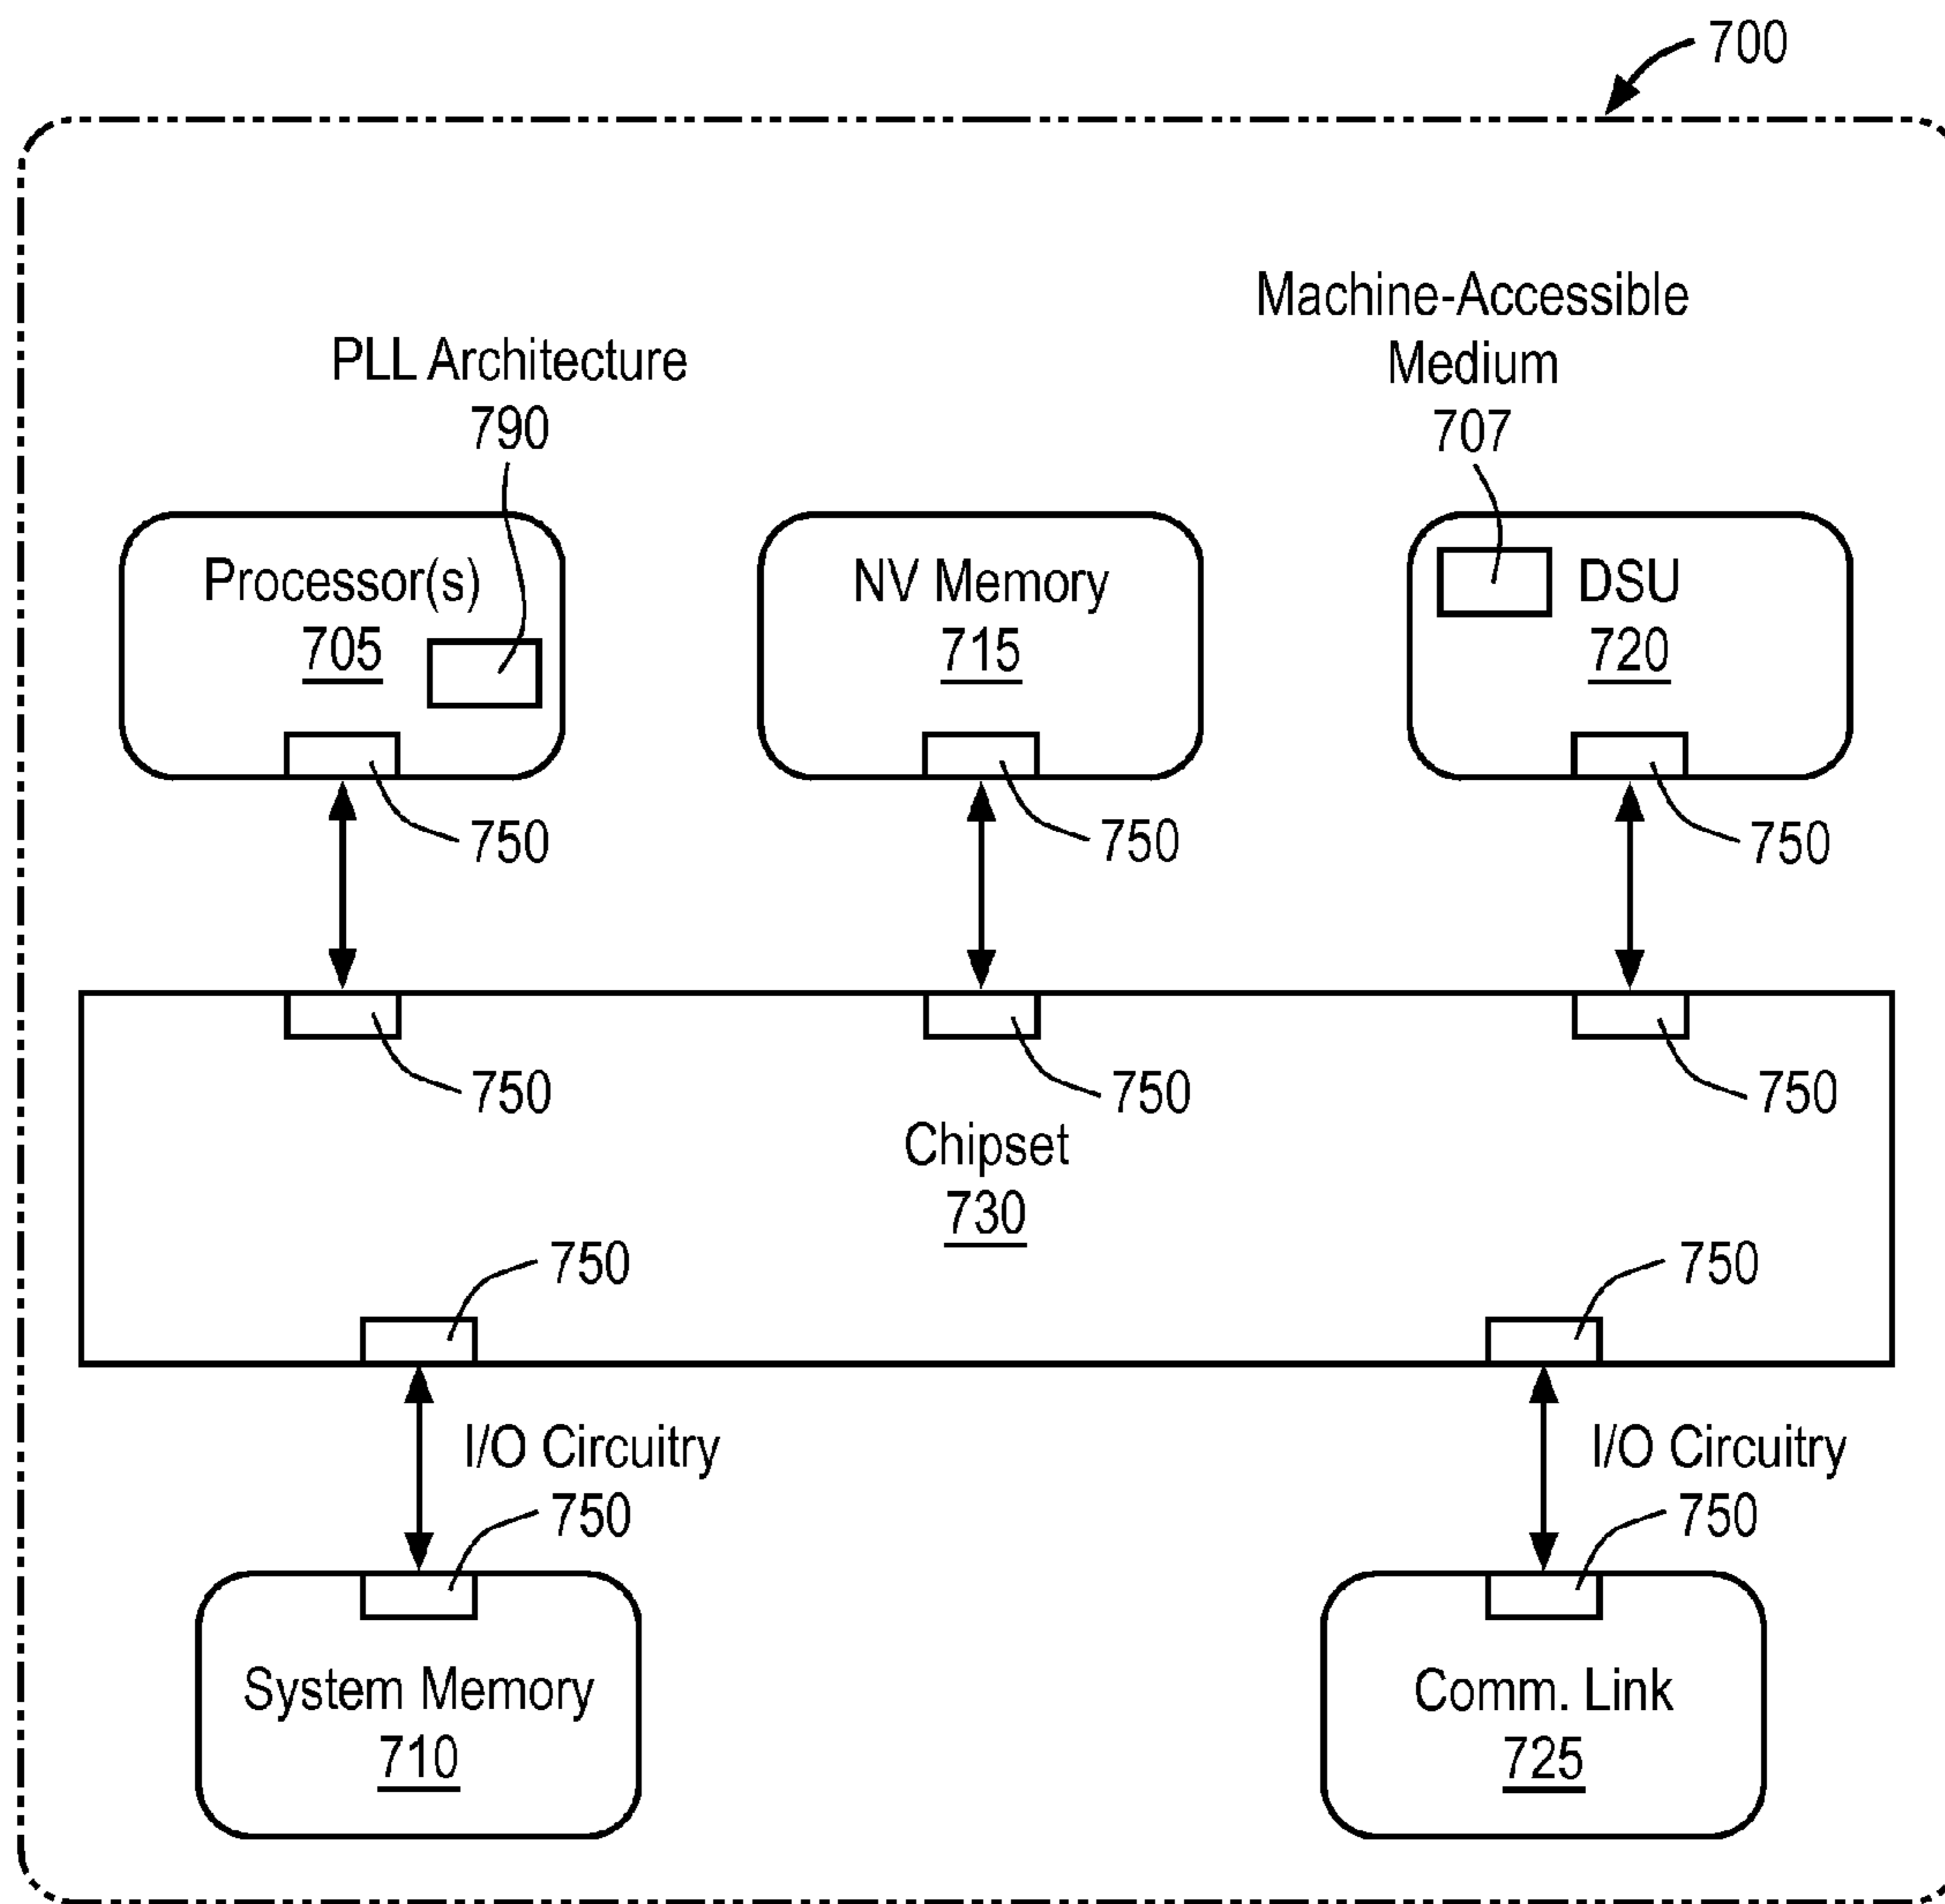 700
Machine-Accessible
Medium
707
PLL Architecture
790
Processor(s)
705
NV Memory
715
DSU
720
750
750
750
750
750
750
Chipset
730
750
750
I/O Circuitry
750
I/O Circuitry
750
System Memory
710
Comm. Link
725